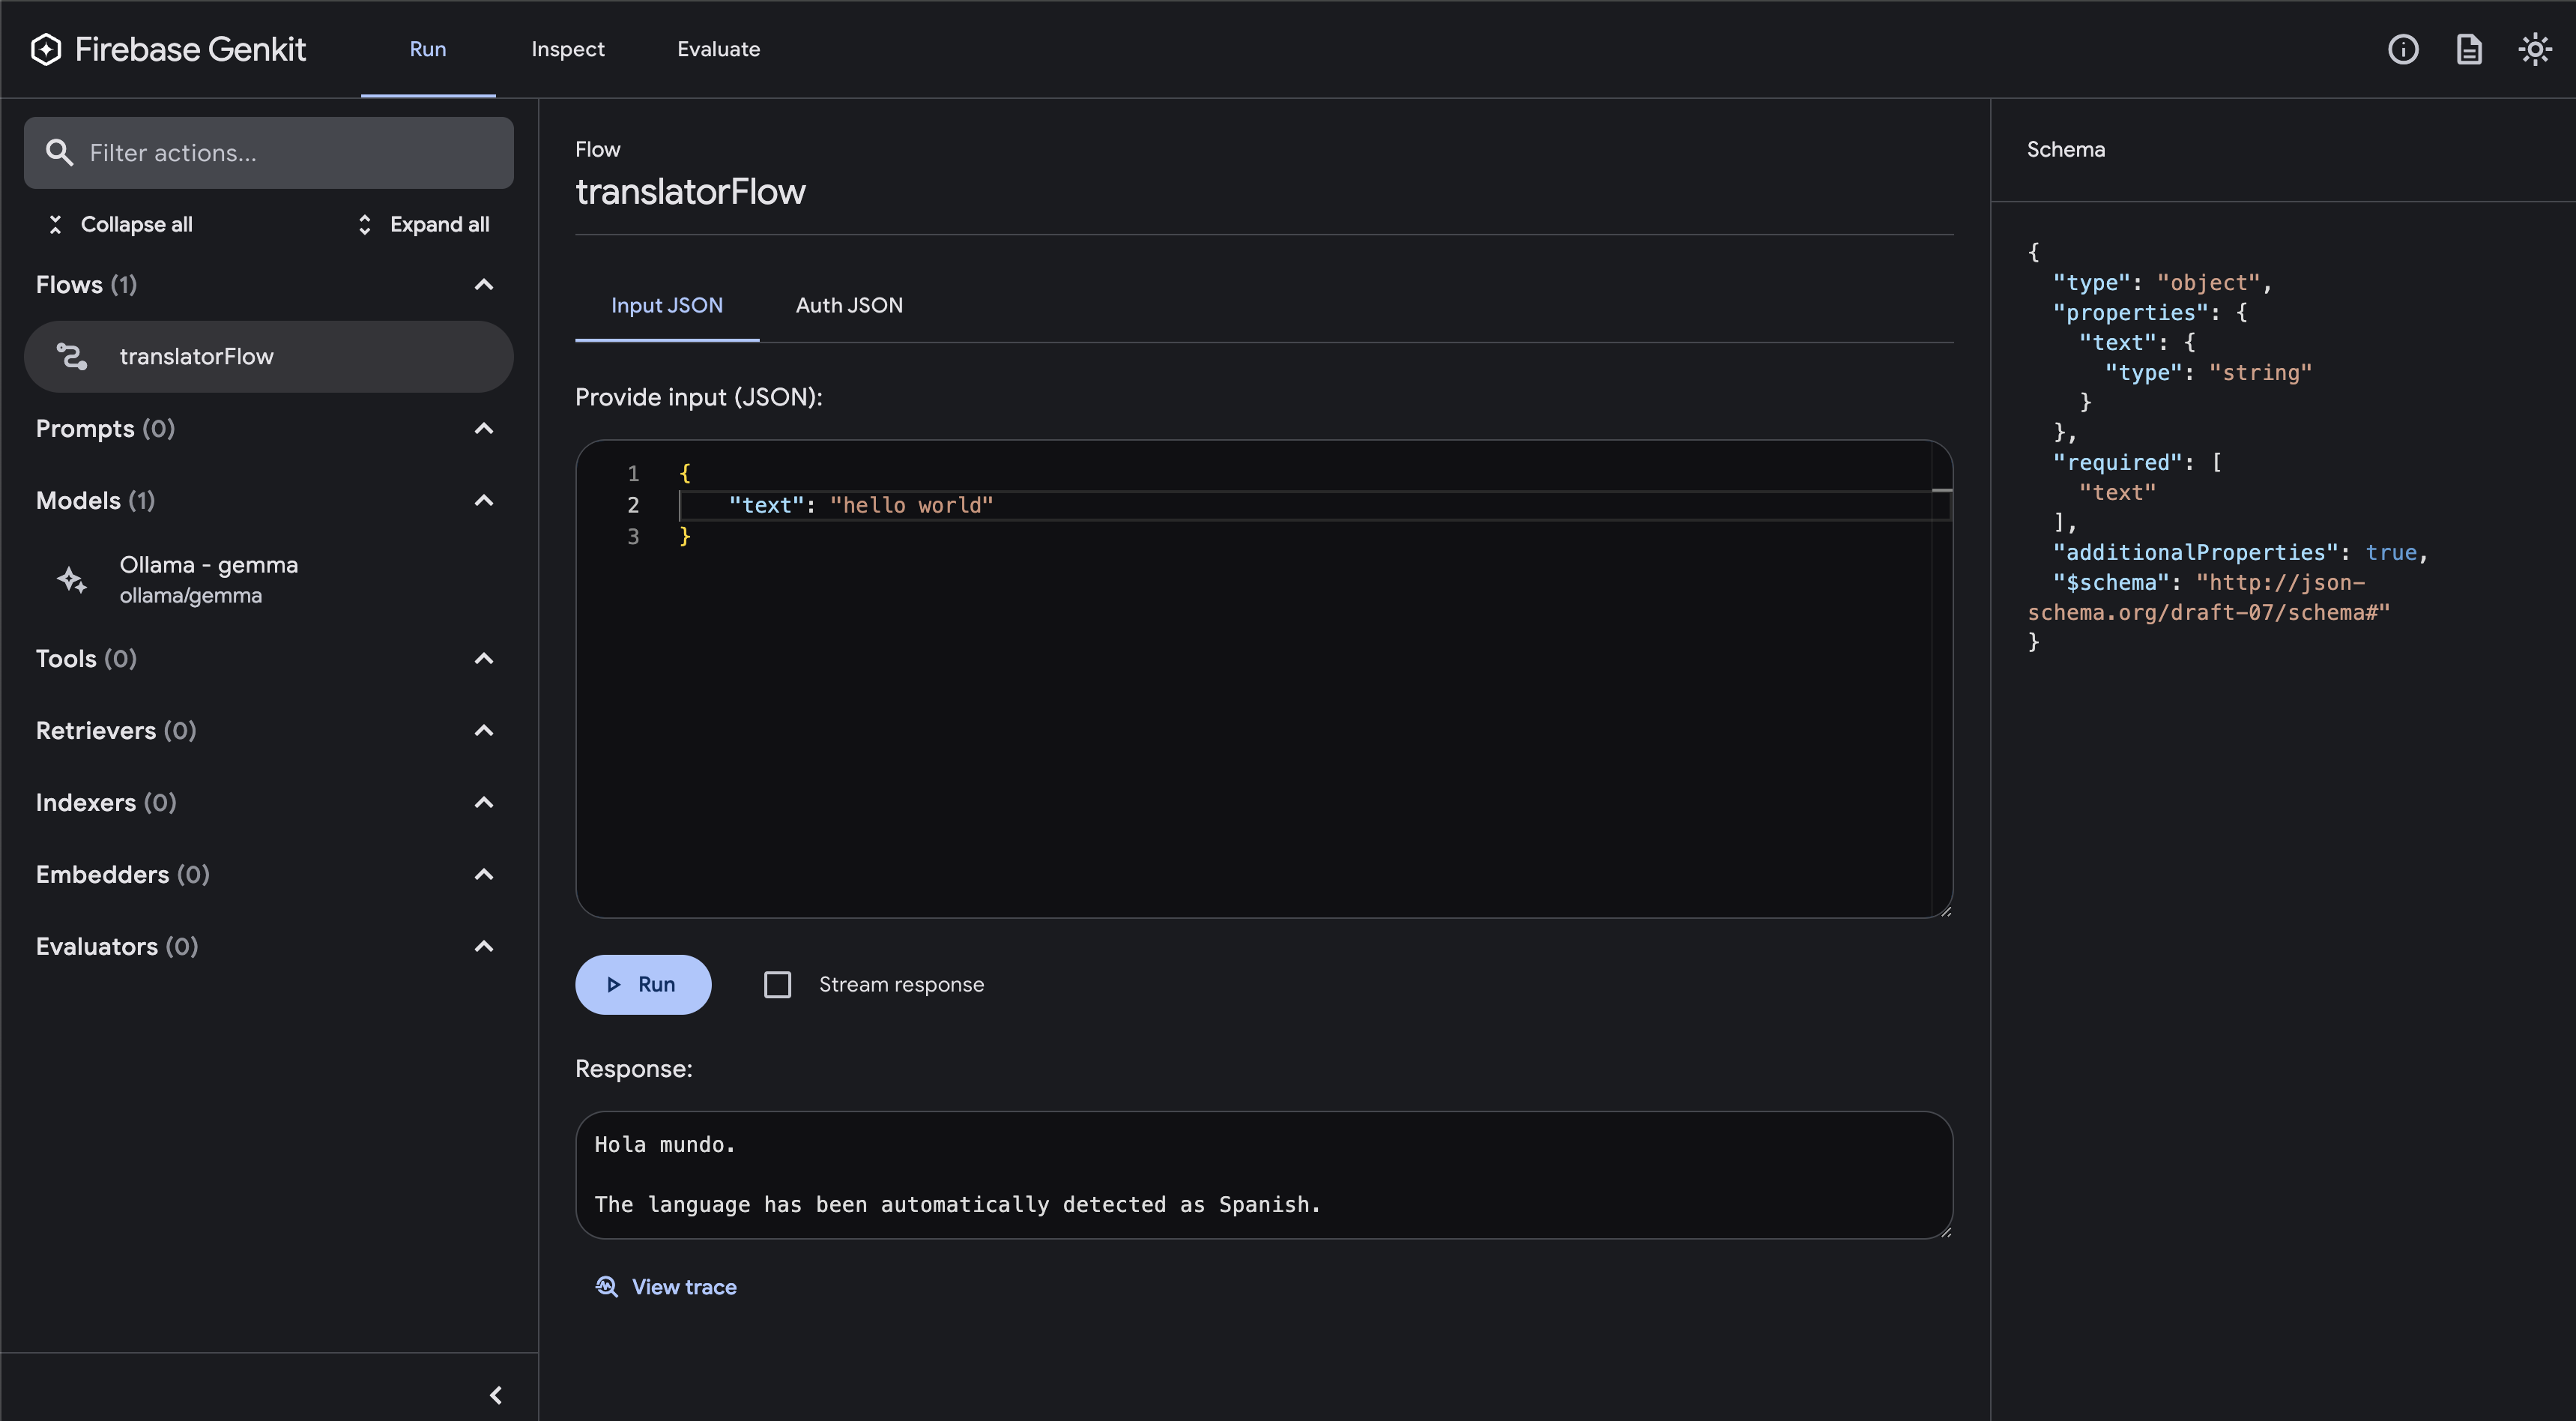 Firebase Genkit
Run
Inspect
Evaluate
Filter actions...
Collapse all
Expand all
Flows (1)
translatorFlow
Prompts (0)
Models (1)
Ollama - gemma
ollama/gemma
Tools (0)
Retrievers (0)
Indexers (0)
Embedders (0)
Evaluators (0)
Flow
translatorFlow
Input JSON
Auth JSON
Provide input (JSON):
1 {
2     "text": "hello world"
3 }
Run
Stream response
Response:
Hola mundo.
The language has been automatically detected as Spanish.
View trace
Schema
{
  "type": "object",
  "properties": {
    "text": {
      "type": "string"
    }
  },
  "required": [
    "text"
  ],
  "additionalProperties": true,
  "$schema": "http://json-
schema.org/draft-07/schema#"
}